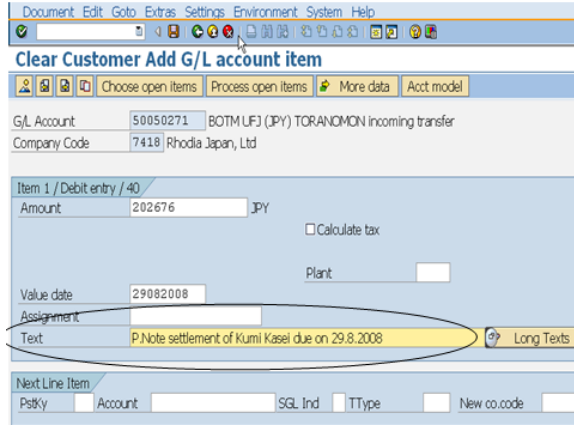 Document Edit Goto Extras Settings Environment System Help
Clear Customer Add G/L account item
Choose open items Process open items More data Acct model
G/L Account 50050271 BOTM UFJ (JPY) TORANOMON incoming transfer
Company Code 7418 Rhodia Japan, Ltd
Item 1 / Debit entry / 40
Amount 202676 JPY
Calculate tax
Plant
Value date 29082008
Assignment
Text P.Note settlement of Kumi Kasei due on 29.8.2008 Long Texts
Next Line Item
PstKy Account SGL Ind TType New co.code